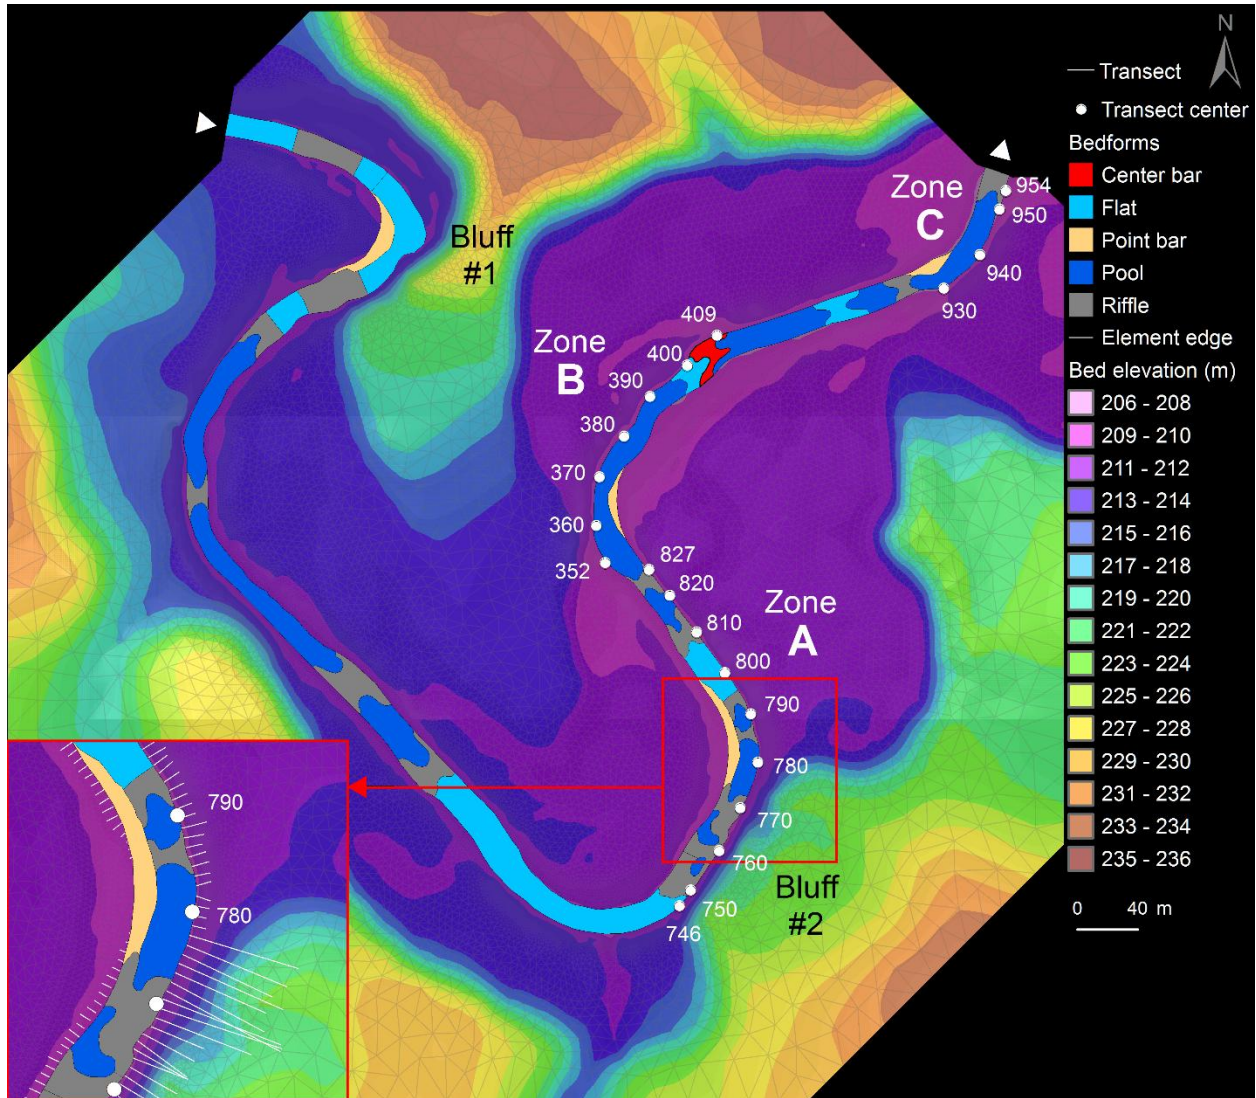 N
Transect
Transect center
Bedforms
Center bar
Flat
Point bar
Pool
Riffle
Element edge
Bed elevation (m)
206 - 208
209 - 210
211 - 212
213 - 214
215 - 216
217 - 218
219 - 220
221 - 222
223 - 224
225 - 226
227 - 228
229 - 230
231 - 232
233 - 234
235 - 236
0 40 m
Zone
C
954
950
940
930
Bluff
#1
409
Zone
B
400
390
380
370
360
352
827
820
Zone
A
810
800
790
780
770
760
Bluff
#2
750
746
790
780